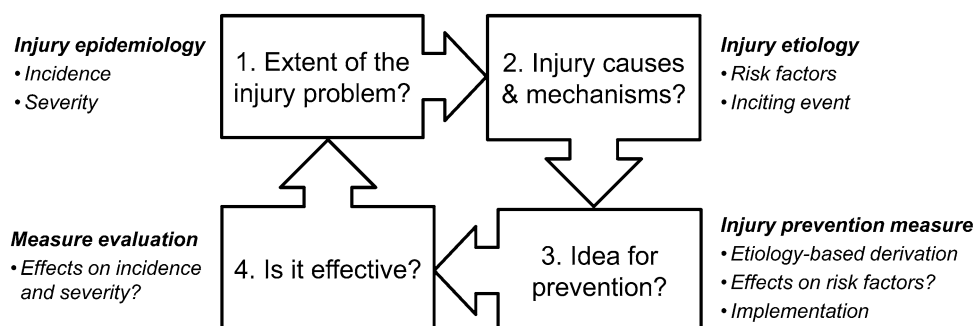 Injury epidemiology
• Incidence
• Severity
1. Extent of the
injury problem?
2. Injury causes
& mechanisms?
Injury etiology
• Risk factors
• Inciting event
Measure evaluation
• Effects on incidence
and severity?
4. Is it effective?
3. Idea for
prevention?
Injury prevention measure
• Etiology-based derivation
• Effects on risk factors?
• Implementation